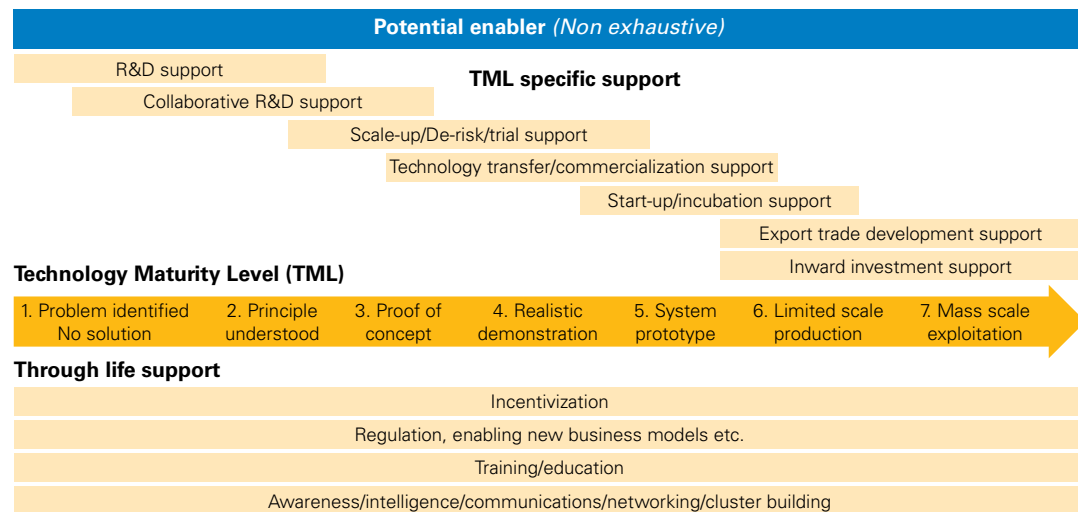 Potential enabler (Non exhaustive)
R&D support
TML specific support
Collaborative R&D support
Scale-up/De-risk/trial support
Technology transfer/commercialization support
Start-up/incubation support
Export trade development support
Inward investment support
Technology Maturity Level (TML)
1. Problem identified
No solution
2. Principle
understood
3. Proof of
concept
4. Realistic
demonstration
5. System
prototype
6. Limited scale
production
7. Mass scale
exploitation
Through life support
Incentivization
Regulation, enabling new business models etc.
Training/education
Awareness/intelligence/communications/networking/cluster building